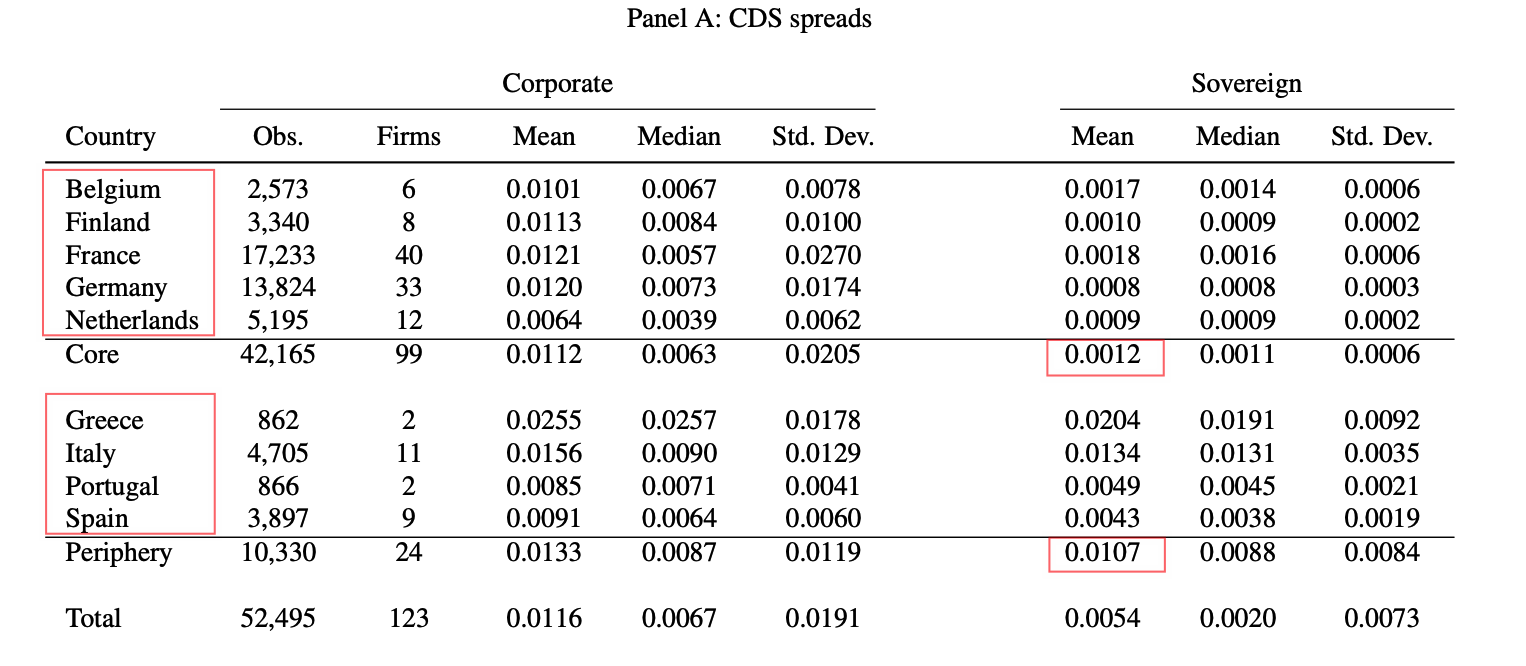 Panel A: CDS spreads
Corporate Sovereign
Country Obs. Firms Mean Median Std. Dev. Mean Median Std. Dev.
Belgium 2,573 6 0.0101 0.0067 0.0078 0.0017 0.0014 0.0006
Finland 3,340 8 0.0113 0.0084 0.0100 0.0010 0.0009 0.0002
France 17,233 40 0.0121 0.0057 0.0270 0.0018 0.0016 0.0006
Germany 13,824 33 0.0120 0.0073 0.0174 0.0008 0.0008 0.0003
Netherlands 5,195 12 0.0064 0.0039 0.0062 0.0009 0.0009 0.0002
Core 42,165 99 0.0112 0.0063 0.0205 0.0012 0.0011 0.0006
Greece 862 2 0.0255 0.0257 0.0178 0.0204 0.0191 0.0092
Italy 4,705 11 0.0156 0.0090 0.0129 0.0134 0.0131 0.0035
Portugal 866 2 0.0085 0.0071 0.0041 0.0049 0.0045 0.0021
Spain 3,897 9 0.0091 0.0064 0.0060 0.0043 0.0038 0.0019
Periphery 10,330 24 0.0133 0.0087 0.0119 0.0107 0.0088 0.0084
Total 52,495 123 0.0116 0.0067 0.0191 0.0054 0.0020 0.0073